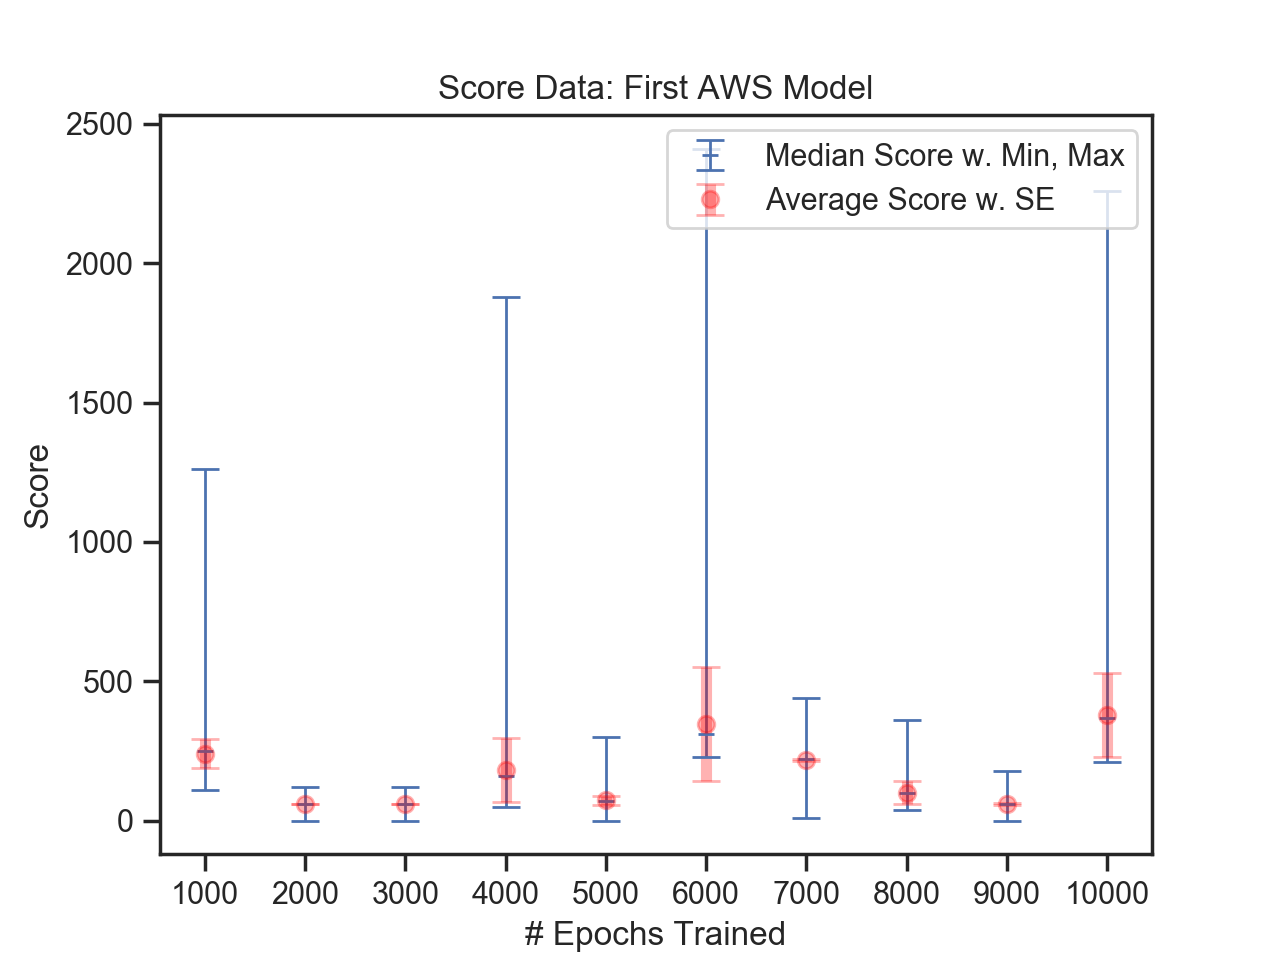 Score Data: First AWS Model
2500
2000
1500
1000
500
0
Score
Median Score w. Min, Max
Average Score w. SE
1000 2000 3000 4000 5000 6000 7000 8000 9000 10000
# Epochs Trained